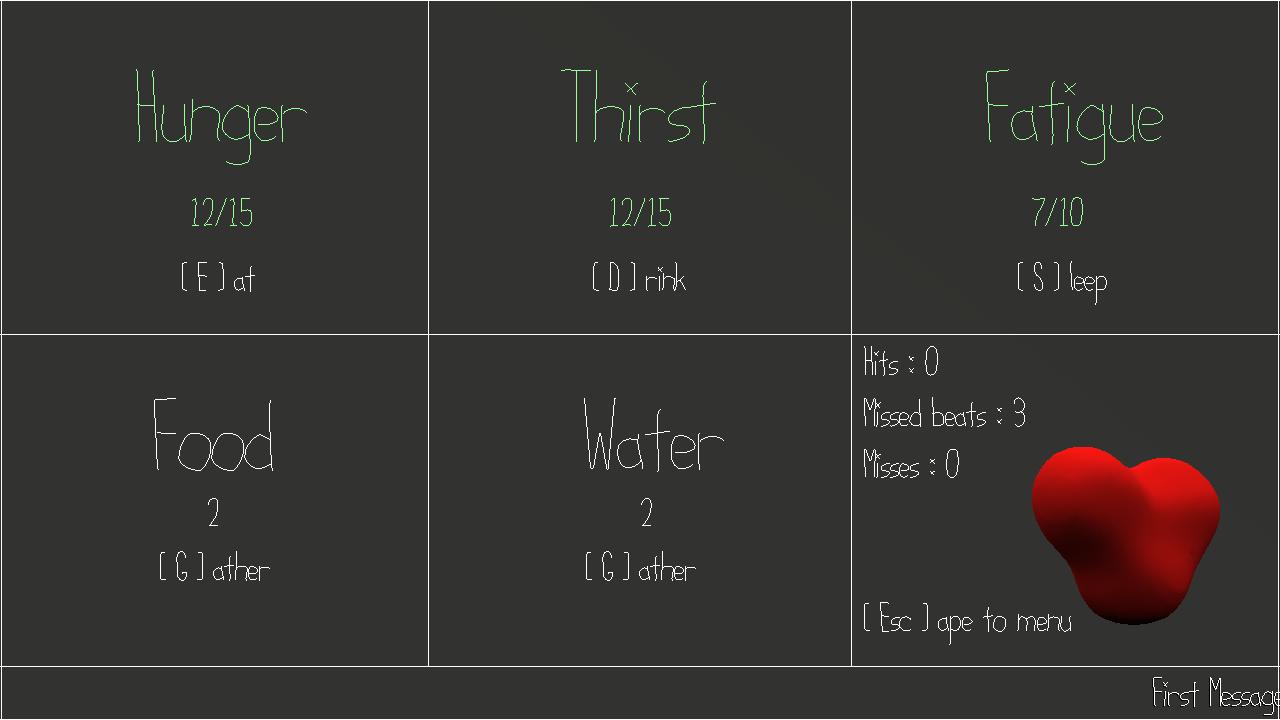 Hunger
12/15
[ E ] at
Thirst
12/15
[ D ] rink
Fatigue
7/10
[ S ] leep
Food
2
[ G ] ather
Water
2
[ G ] ather
Hits : 0
Missed beats : 3
Misses : 0
[ Esc ] ape to menu
First Message